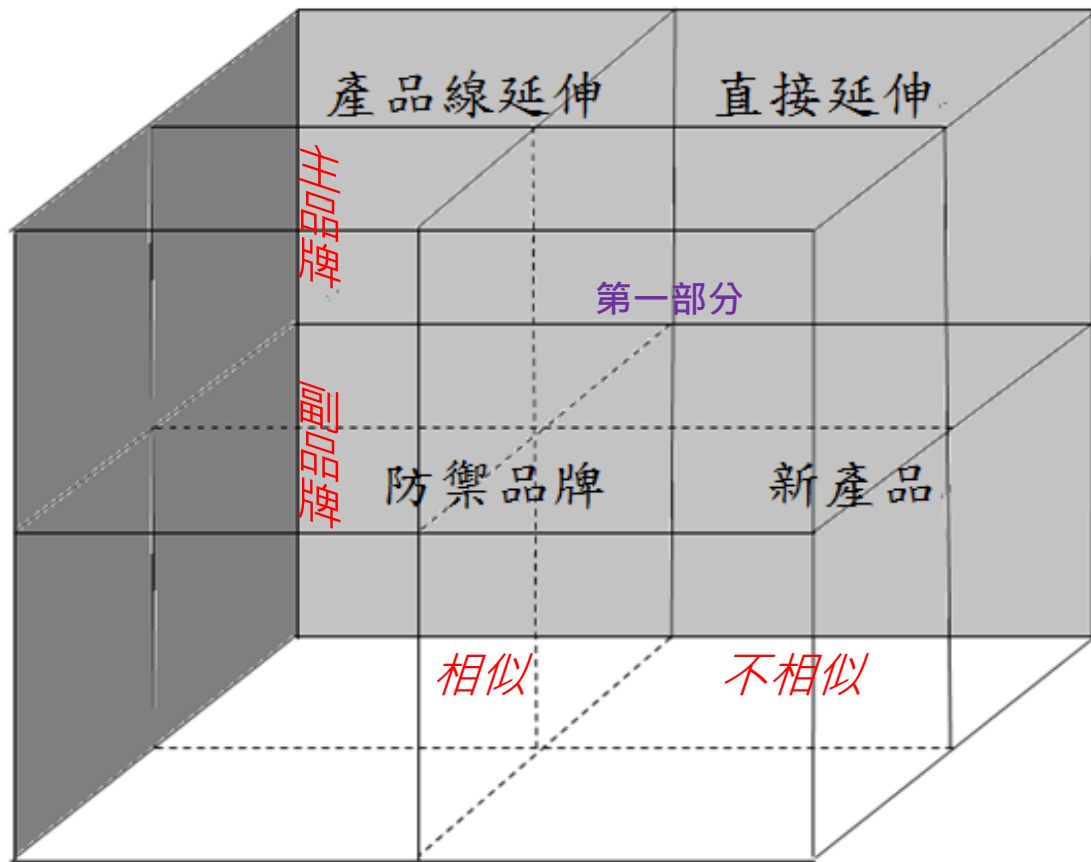 產品線延伸
直接延伸
主品牌
第一部分
副品牌
防禦品牌
新產品
相似
不相似